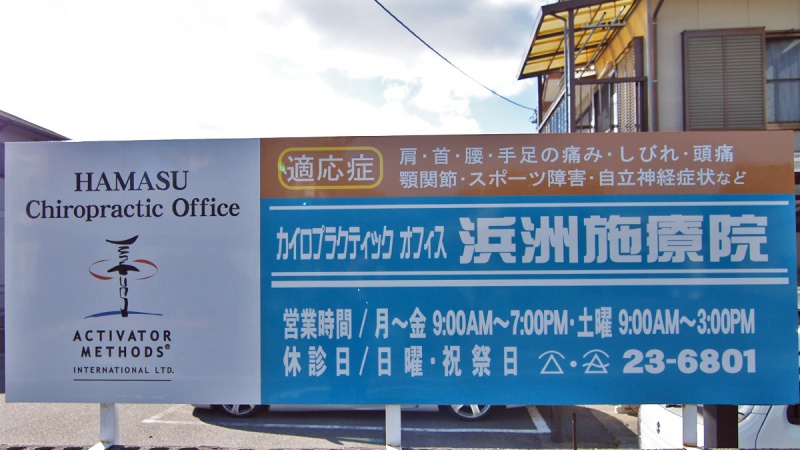 HAMASU
Chiropractic Office
ACTIVATOR
METHODS®
INTERNATIONAL LTD.
適応症
肩・首・腰・手足の痛み・しびれ・頭痛
顎関節・スポーツ障害・自立神経症状など
カイロプラクティック オフィス 浜洲施療院
営業時間 / 月～金 9:00AM～7:00PM・土曜 9:00AM～3:00PM
休診日 / 日曜・祝祭日 23-6801